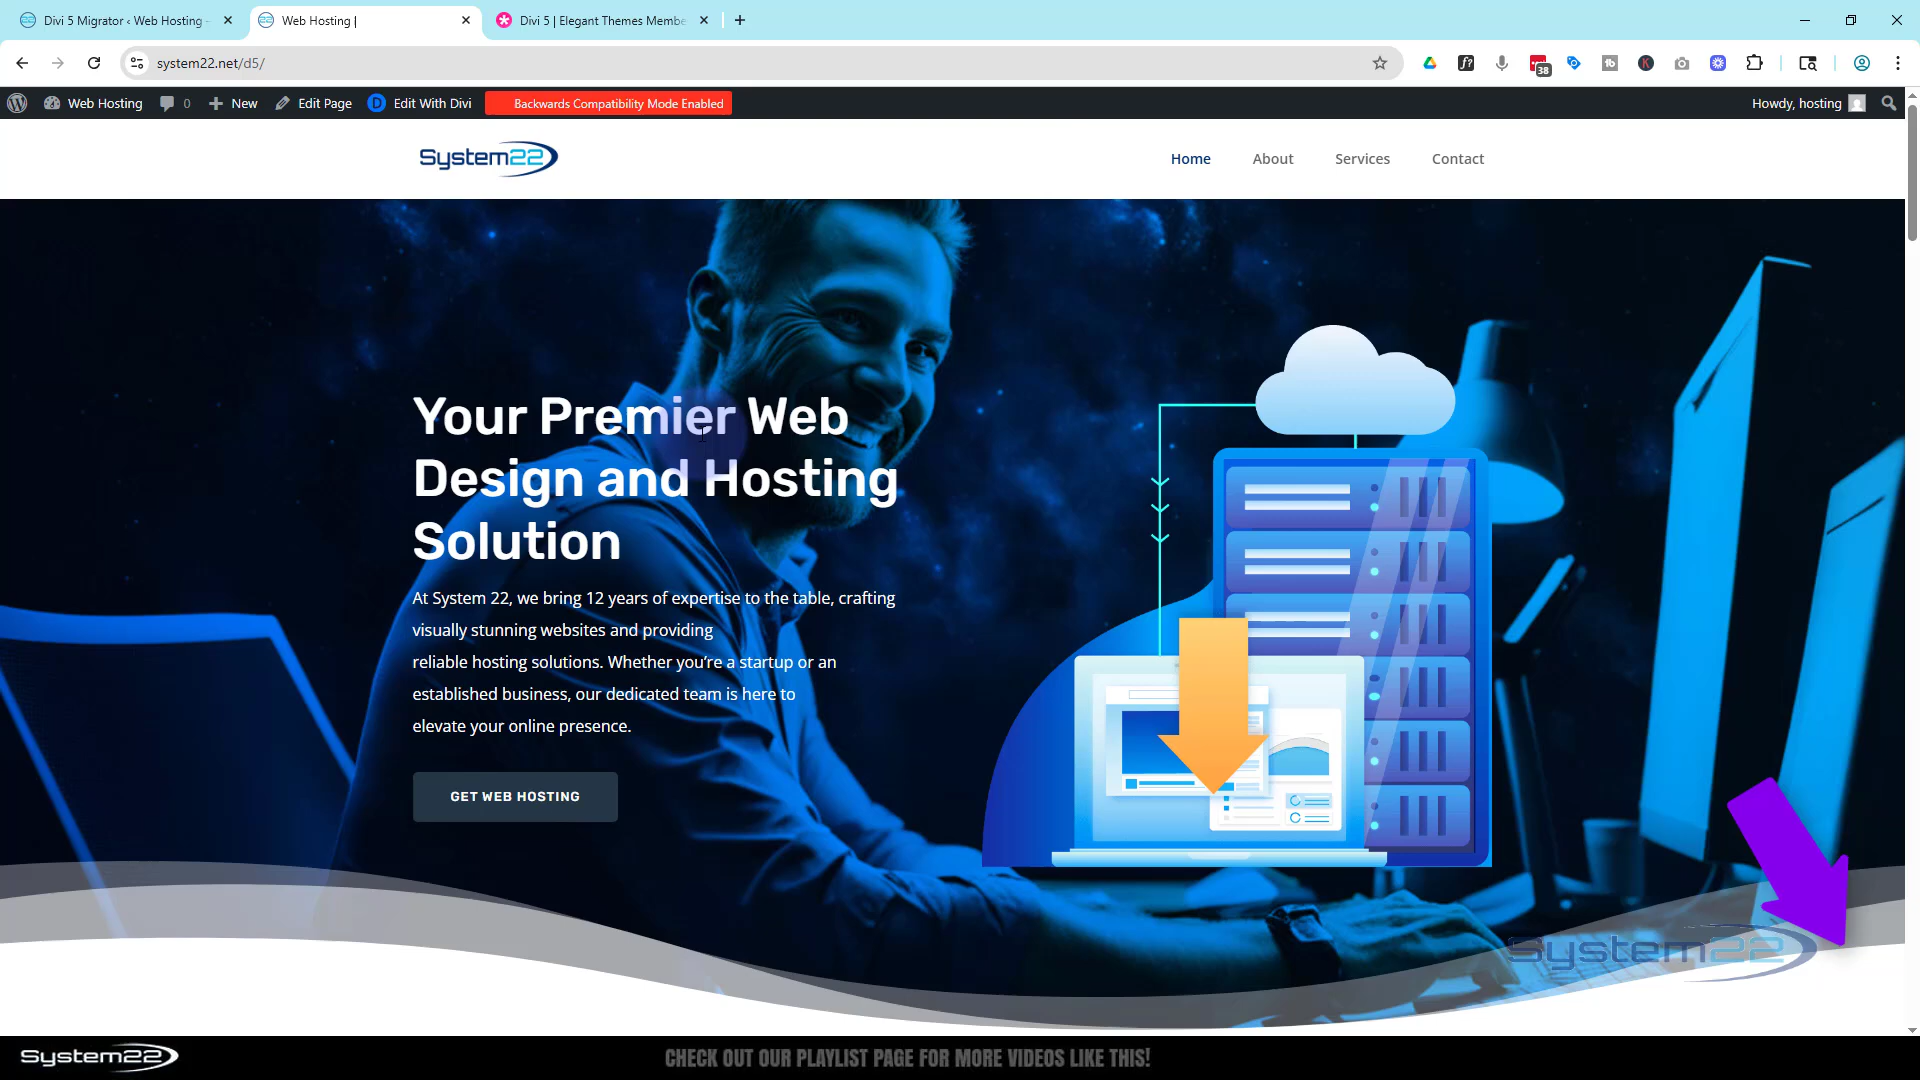 Divi 5 Migrator ‹ Web Hosting
Web Hosting |
Divi 5 | Elegant Themes Membe
system22.net/d5/
38
Web Hosting
0
New
Edit Page
Edit With Divi
Backwards Compatibility Mode Enabled
Howdy, hosting
System22
Home
About
Services
Contact
Your Premier Web
Design and Hosting
Solution
At System 22, we bring 12 years of expertise to the table, crafting
visually stunning websites and providing
reliable hosting solutions. Whether you’re a startup or an
established business, our dedicated team is here to
elevate your online presence.
GET WEB HOSTING
System22
System22
CHECK OUT OUR PLAYLIST PAGE FOR MORE VIDEOS LIKE THIS!